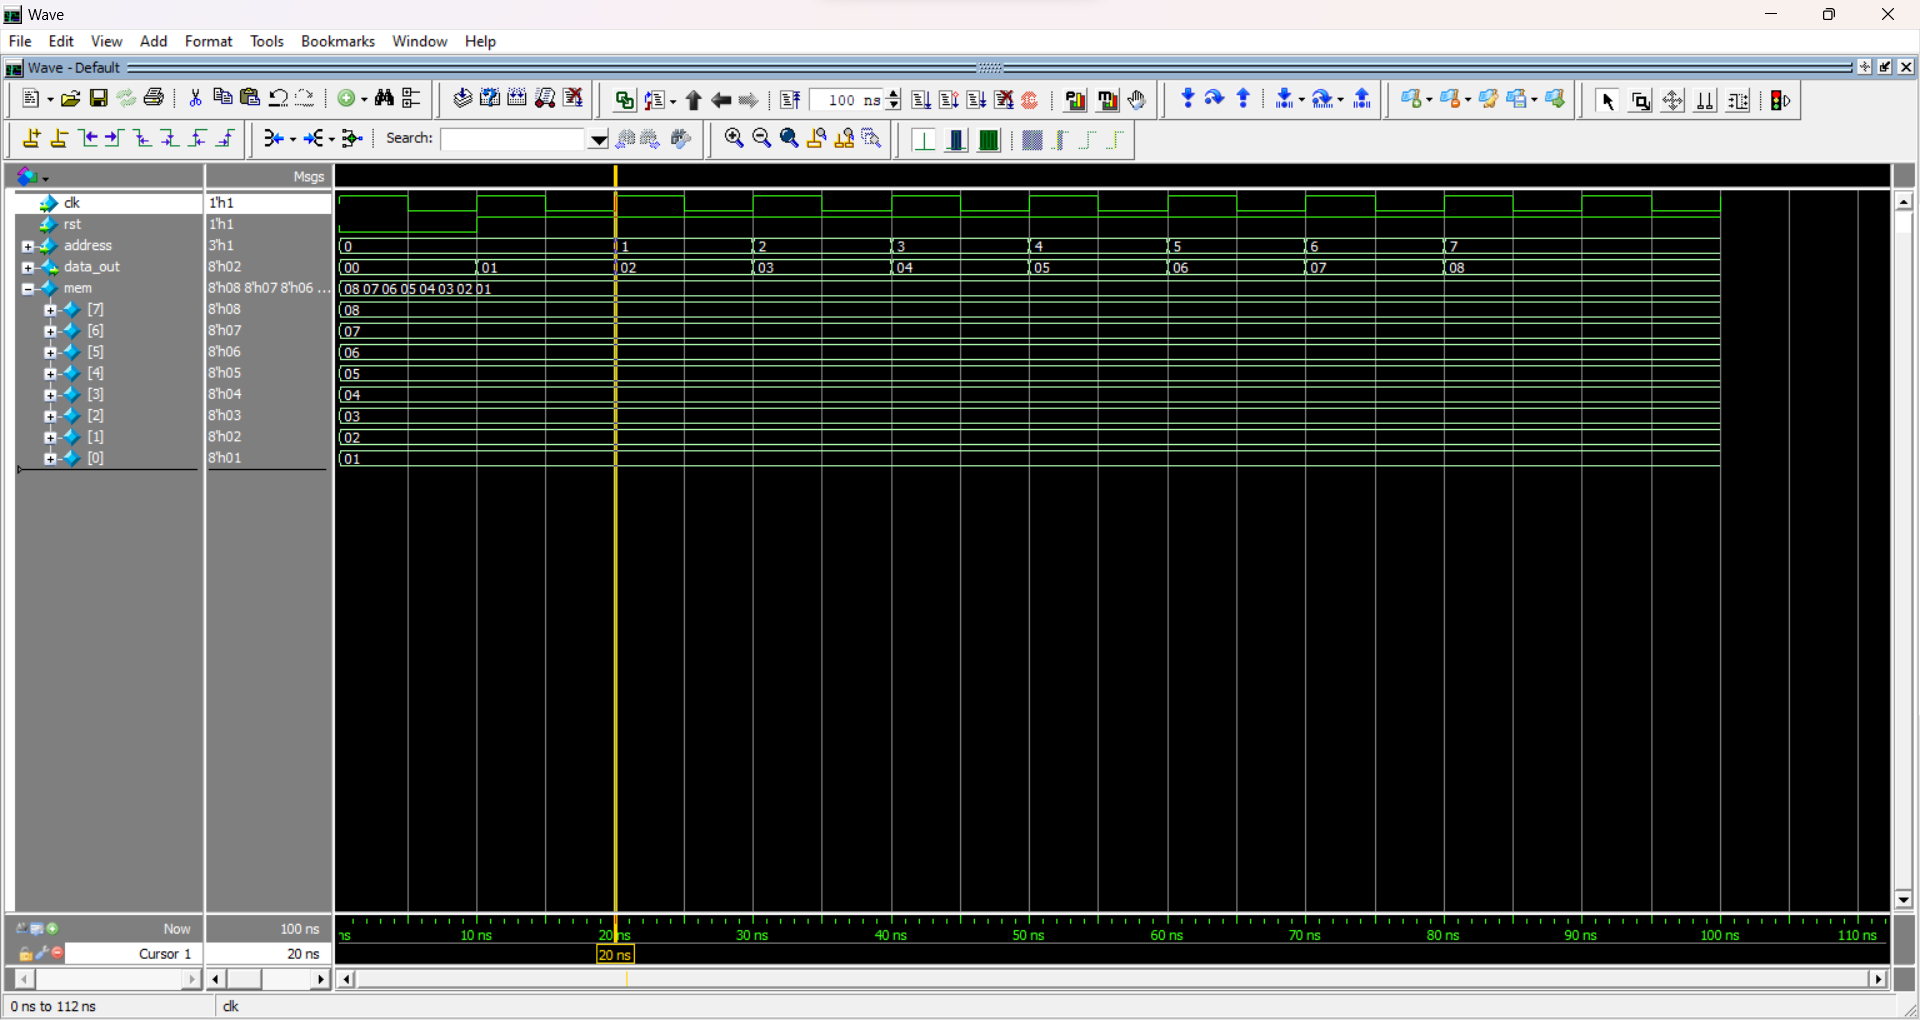 Wave
File Edit View Add Format Tools Bookmarks Window Help
Wave - Default
100 ns
Search:
Msgs
clk 1'h1
rst 1'h1
address 3'h1 0 1 2 3 4 5 6 7
data_out 8'h02 00 01 02 03 04 05 06 07 08
mem 8'h08 8'h07 8'h06 ... 08 07 06 05 04 03 02 01
[7] 8'h08 08
[6] 8'h07 07
[5] 8'h06 06
[4] 8'h05 05
[3] 8'h04 04
[2] 8'h03 03
[1] 8'h02 02
[0] 8'h01 01
Now 100 ns ns 10 ns 20 ns 30 ns 40 ns 50 ns 60 ns 70 ns 80 ns 90 ns 100 ns 110 ns
Cursor 1 20 ns 20 ns
0 ns to 112 ns clk